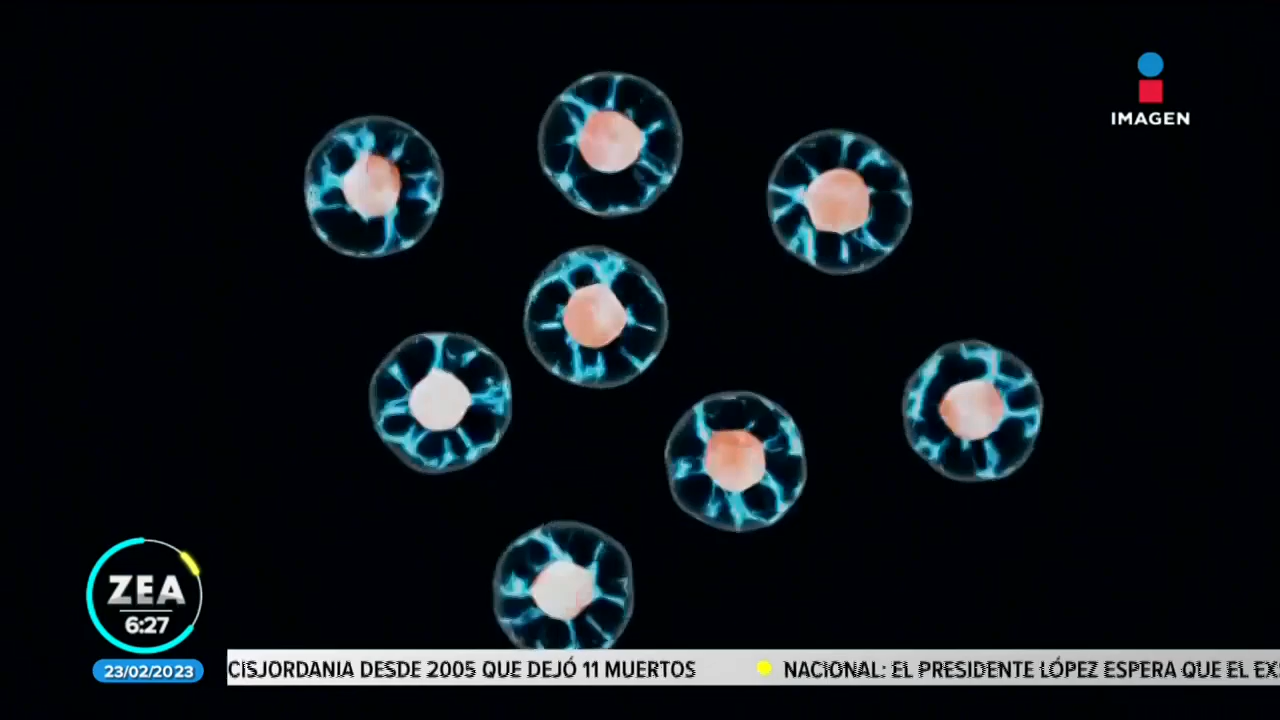 IMAGEN
ZEA
6:27
23/02/2023
CISJORDANIA DESDE 2005 QUE DEJÓ 11 MUERTOS
NACIONAL: EL PRESIDENTE LÓPEZ ESPERA QUE EL